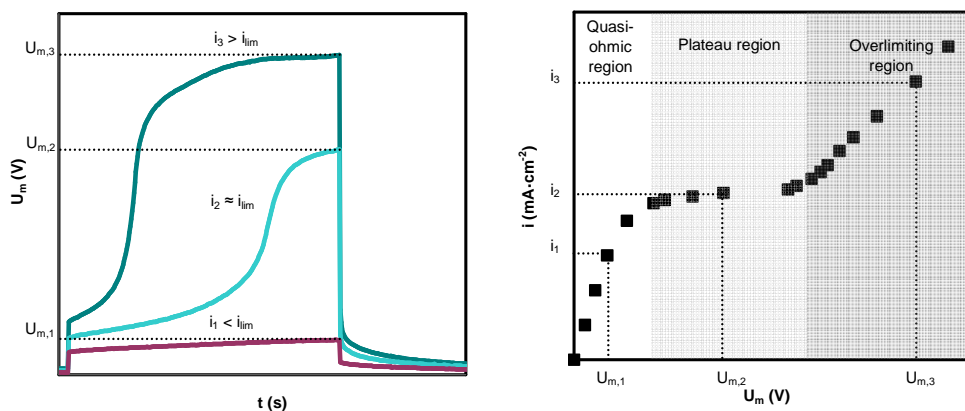 U_m,3
i_3 > i_lim
U_m,2
U_m (V)
i_2 ≈ i_lim
U_m,1
i_1 < i_lim
t (s)
Quasi-
ohmic
region
Plateau region
Overlimiting
region
i_3
i (mA·cm⁻²)
i_2
i_1
U_m,1
U_m,2
U_m,3
U_m (V)